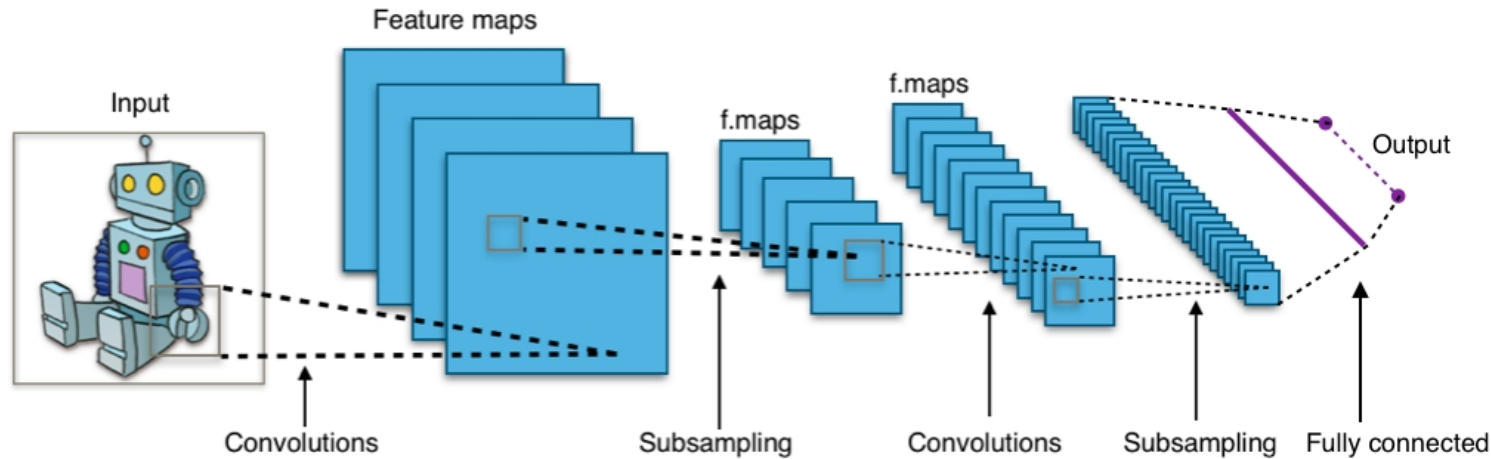 Feature maps
f.maps
Input
f.maps
Output
Convolutions
Subsampling
Convolutions
Subsampling
Fully connected